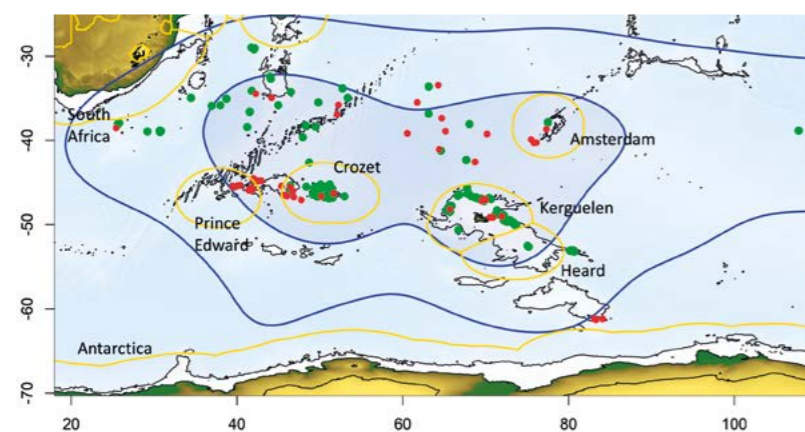 -30
South
Africa
-40
Amsterdam
Crozet
Prince
Edward
Kerguelen
-50
Heard
-60
Antarctica
-70
20
40
60
80
100